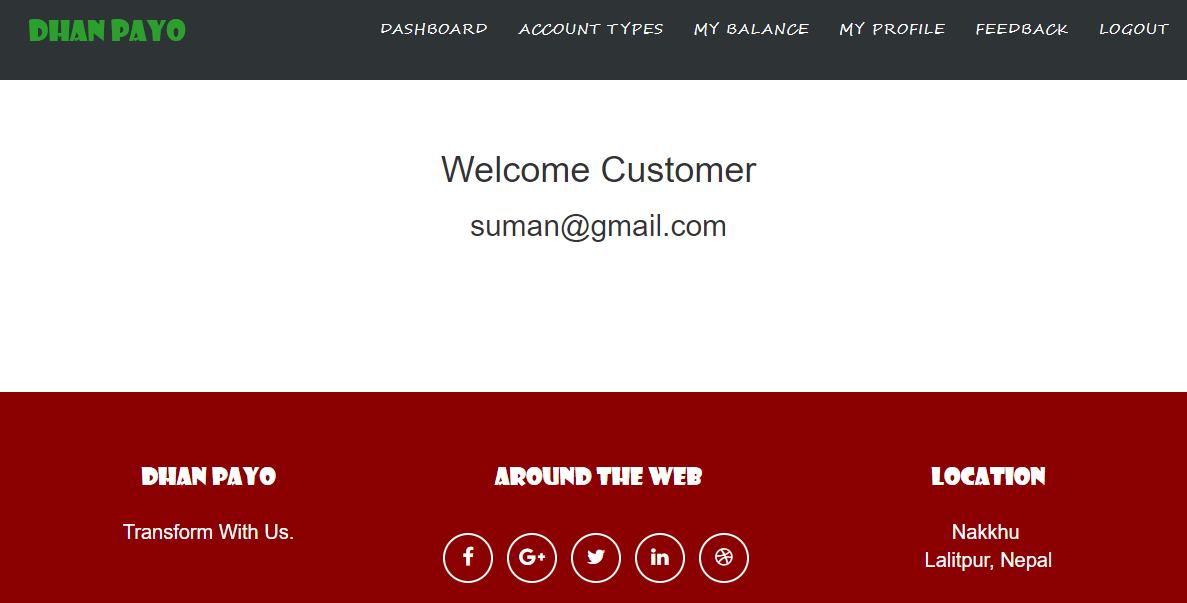 DHAN PAYO
DASHBOARD ACCOUNT TYPES MY BALANCE MY PROFILE FEEDBACK LOGOUT
Welcome Customer
suman@gmail.com
DHAN PAYO
Transform With Us.
AROUND THE WEB
f G+ in
LOCATION
Nakkhu
Lalitpur, Nepal